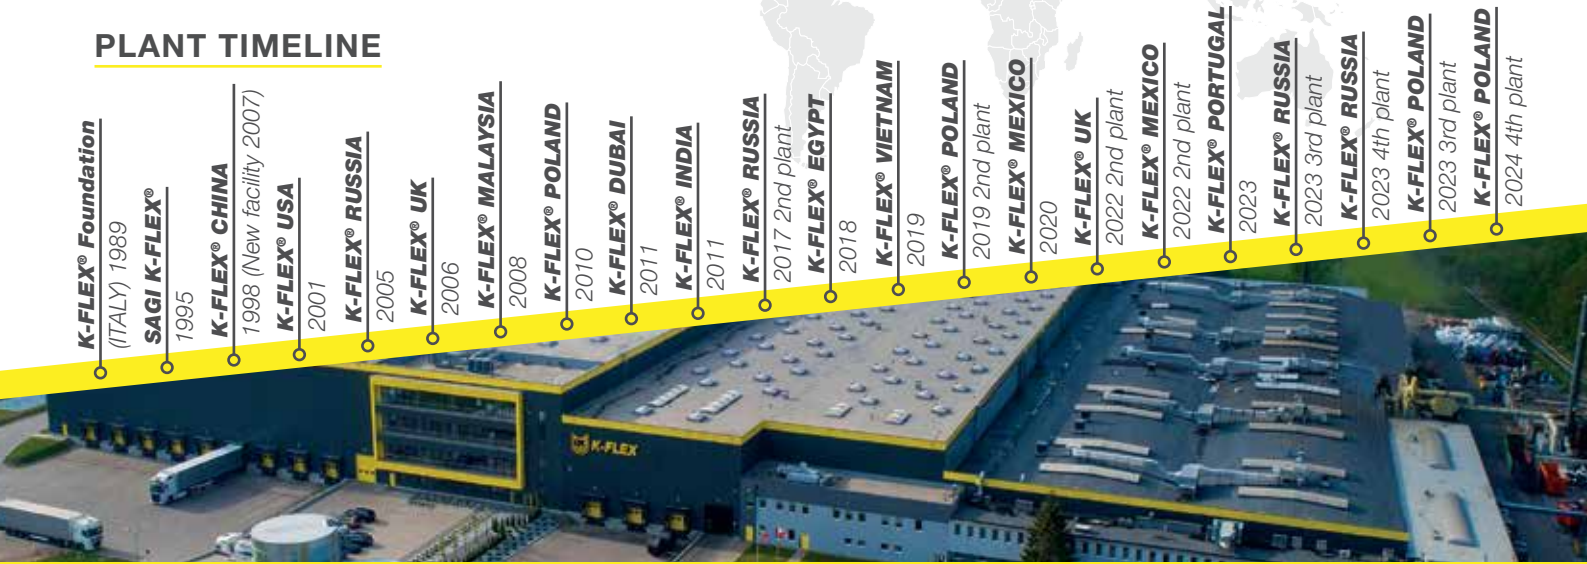 PLANT TIMELINE
K-FLEX® Foundation
(ITALY) 1989
SAGI K-FLEX®
1995
K-FLEX® CHINA
1998 (New facility 2007)
K-FLEX® USA
2001
K-FLEX® RUSSIA
2005
K-FLEX® UK
2006
K-FLEX® MALAYSIA
2008
K-FLEX® POLAND
2010
K-FLEX® DUBAI
2011
K-FLEX® INDIA
2011
K-FLEX® RUSSIA
2017 2nd plant
K-FLEX® EGYPT
2018
K-FLEX® VIETNAM
2019
K-FLEX® POLAND
2019 2nd plant
K-FLEX® MEXICO
2020
K-FLEX® UK
2022 2nd plant
K-FLEX® MEXICO
2022 2nd plant
K-FLEX® PORTUGAL
2023
K-FLEX® RUSSIA
2023 3rd plant
K-FLEX® RUSSIA
2023 4th plant
K-FLEX® POLAND
2023 3rd plant
K-FLEX® POLAND
2024 4th plant
K-FLEX